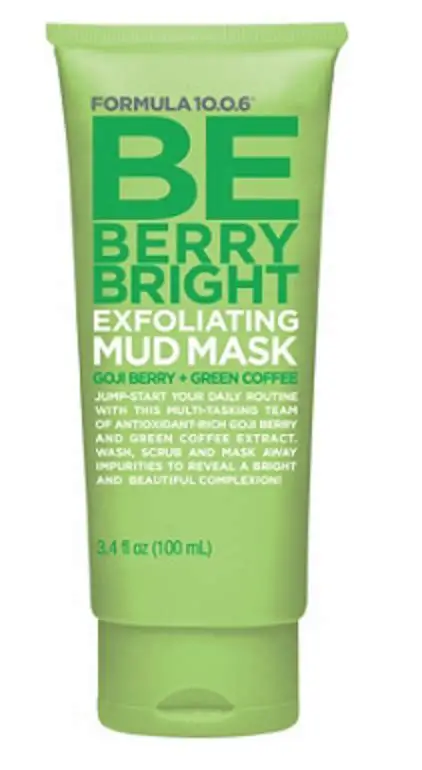 FORMULA 10.0.6®
BE
BERRY
BRIGHT
EXFOLIATING
MUD MASK
GOJI BERRY + GREEN COFFEE
JUMP-START YOUR DAILY ROUTINE
WITH THIS MULTI-TASKING TEAM
OF ANTIOXIDANT-RICH GOJI BERRY
AND GREEN COFFEE EXTRACT.
WASH, SCRUB AND MASK AWAY
IMPURITIES TO REVEAL A BRIGHT
AND BEAUTIFUL COMPLEXION!
3.4 fl oz (100 mL)